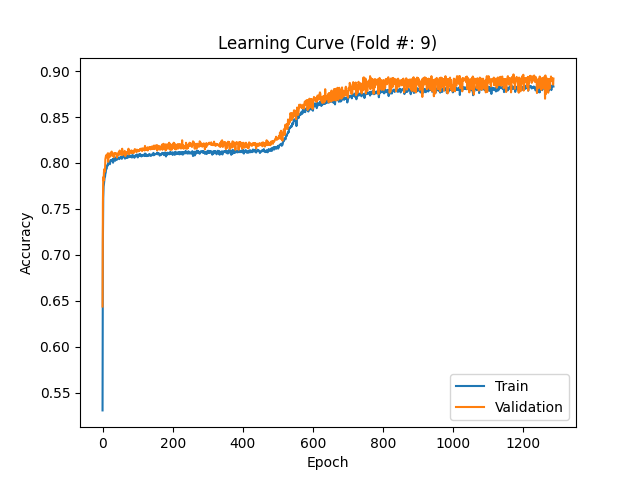 Learning Curve (Fold #: 9)
0.90
0.85
0.80
0.75
0.70
0.65
0.60
0.55
Accuracy
0 200 400 600 800 1000 1200
Epoch
Train
Validation